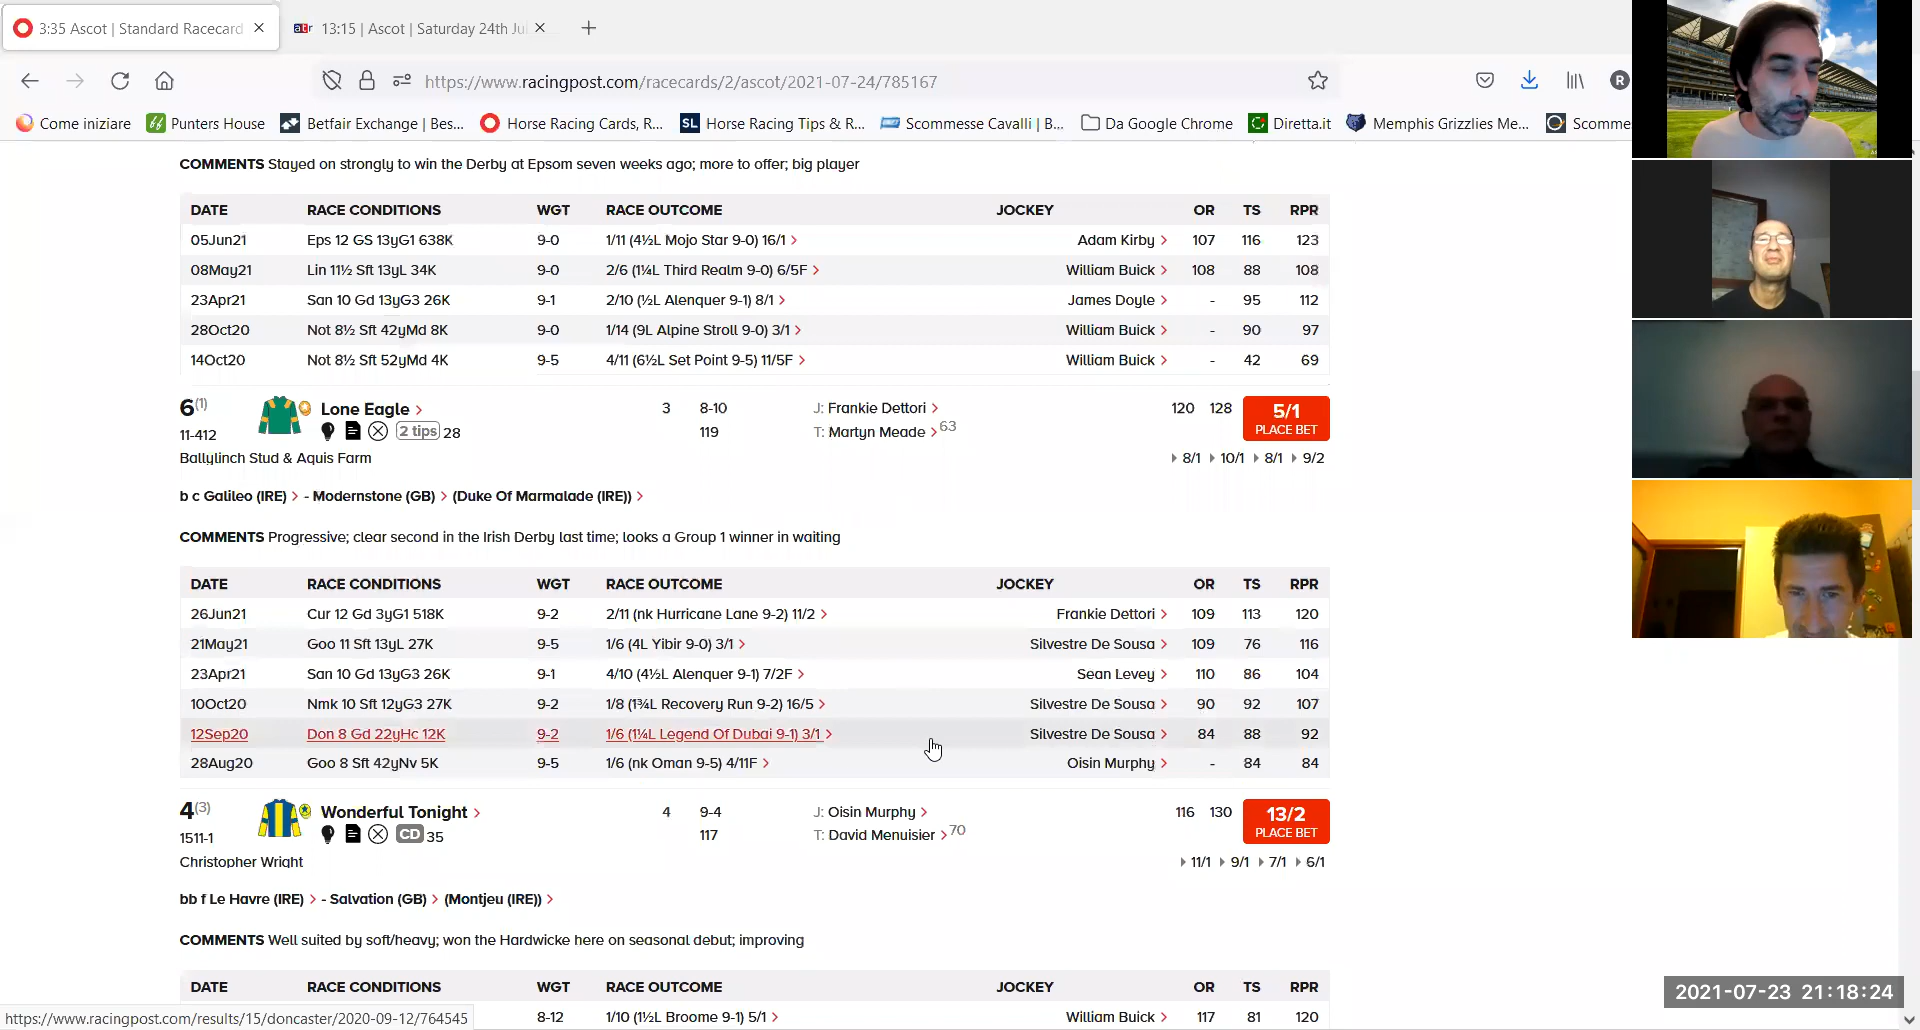 3:35 Ascot | Standard Racecard
atr 13:15 | Ascot | Saturday 24th Ju
https://www.racingpost.com/racecards/2/ascot/2021-07-24/785167
R
Come iniziare Punters House Betfair Exchange | Bes... Horse Racing Cards, R... SL Horse Racing Tips & R... Scommesse Cavalli | B... Da Google Chrome Diretta.it Memphis Grizzlies Me... Scomme
COMMENTS Stayed on strongly to win the Derby at Epsom seven weeks ago; more to offer; big player
DATE RACE CONDITIONS WGT RACE OUTCOME JOCKEY OR TS RPR
05Jun21 Eps 12 GS 13yG1 638K 9-0 1/11 (4½L Mojo Star 9-0) 16/1 Adam Kirby 107 116 123
08May21 Lin 11½ Sft 13yL 34K 9-0 2/6 (1¼L Third Realm 9-0) 6/5F William Buick 108 88 108
23Apr21 San 10 Gd 13yG3 26K 9-1 2/10 (½L Alenquer 9-1) 8/1 James Doyle - 95 112
28Oct20 Not 8½ Sft 42yMd 8K 9-0 1/14 (9L Alpine Stroll 9-0) 3/1 William Buick - 90 97
14Oct20 Not 8½ Sft 52yMd 4K 9-5 4/11 (6½L Set Point 9-5) 11/5F William Buick - 42 69
6(1) Lone Eagle 3 8-10 J: Frankie Dettori 120 128 5/1
11-412 2 tips 28 119 T: Martyn Meade 63 PLACE BET
Ballylinch Stud & Aquis Farm 8/1 10/1 8/1 9/2
b c Galileo (IRE) - Modernstone (GB) (Duke Of Marmalade (IRE))
COMMENTS Progressive; clear second in the Irish Derby last time; looks a Group 1 winner in waiting
DATE RACE CONDITIONS WGT RACE OUTCOME JOCKEY OR TS RPR
26Jun21 Cur 12 Gd 3yG1 518K 9-2 2/11 (nk Hurricane Lane 9-2) 11/2 Frankie Dettori 109 113 120
21May21 Goo 11 Sft 13yL 27K 9-5 1/6 (4L Yibir 9-0) 3/1 Silvestre De Sousa 109 76 116
23Apr21 San 10 Gd 13yG3 26K 9-1 4/10 (4½L Alenquer 9-1) 7/2F Sean Levey 110 86 104
10Oct20 Nmk 10 Sft 12yG3 27K 9-2 1/8 (1¾L Recovery Run 9-2) 16/5 Silvestre De Sousa 90 92 107
12Sep20 Don 8 Gd 22yHc 12K 9-2 1/6 (1¼L Legend Of Dubai 9-1) 3/1 Silvestre De Sousa 84 88 92
28Aug20 Goo 8 Sft 42yNv 5K 9-5 1/6 (nk Oman 9-5) 4/11F Oisin Murphy - 84 84
4(3) Wonderful Tonight 4 9-4 J: Oisin Murphy 116 130 13/2
1511-1 CD 35 117 T: David Menuisier 70 PLACE BET
Christopher Wright 11/1 9/1 7/1 6/1
bb f Le Havre (IRE) - Salvation (GB) (Montjeu (IRE))
COMMENTS Well suited by soft/heavy; won the Hardwicke here on seasonal debut; improving
DATE RACE CONDITIONS WGT RACE OUTCOME JOCKEY OR TS RPR
8-12 1/10 (1½L Broome 9-1) 5/1 William Buick 117 81 120
https://www.racingpost.com/results/15/doncaster/2020-09-12/764545
2021-07-23 21:18:24